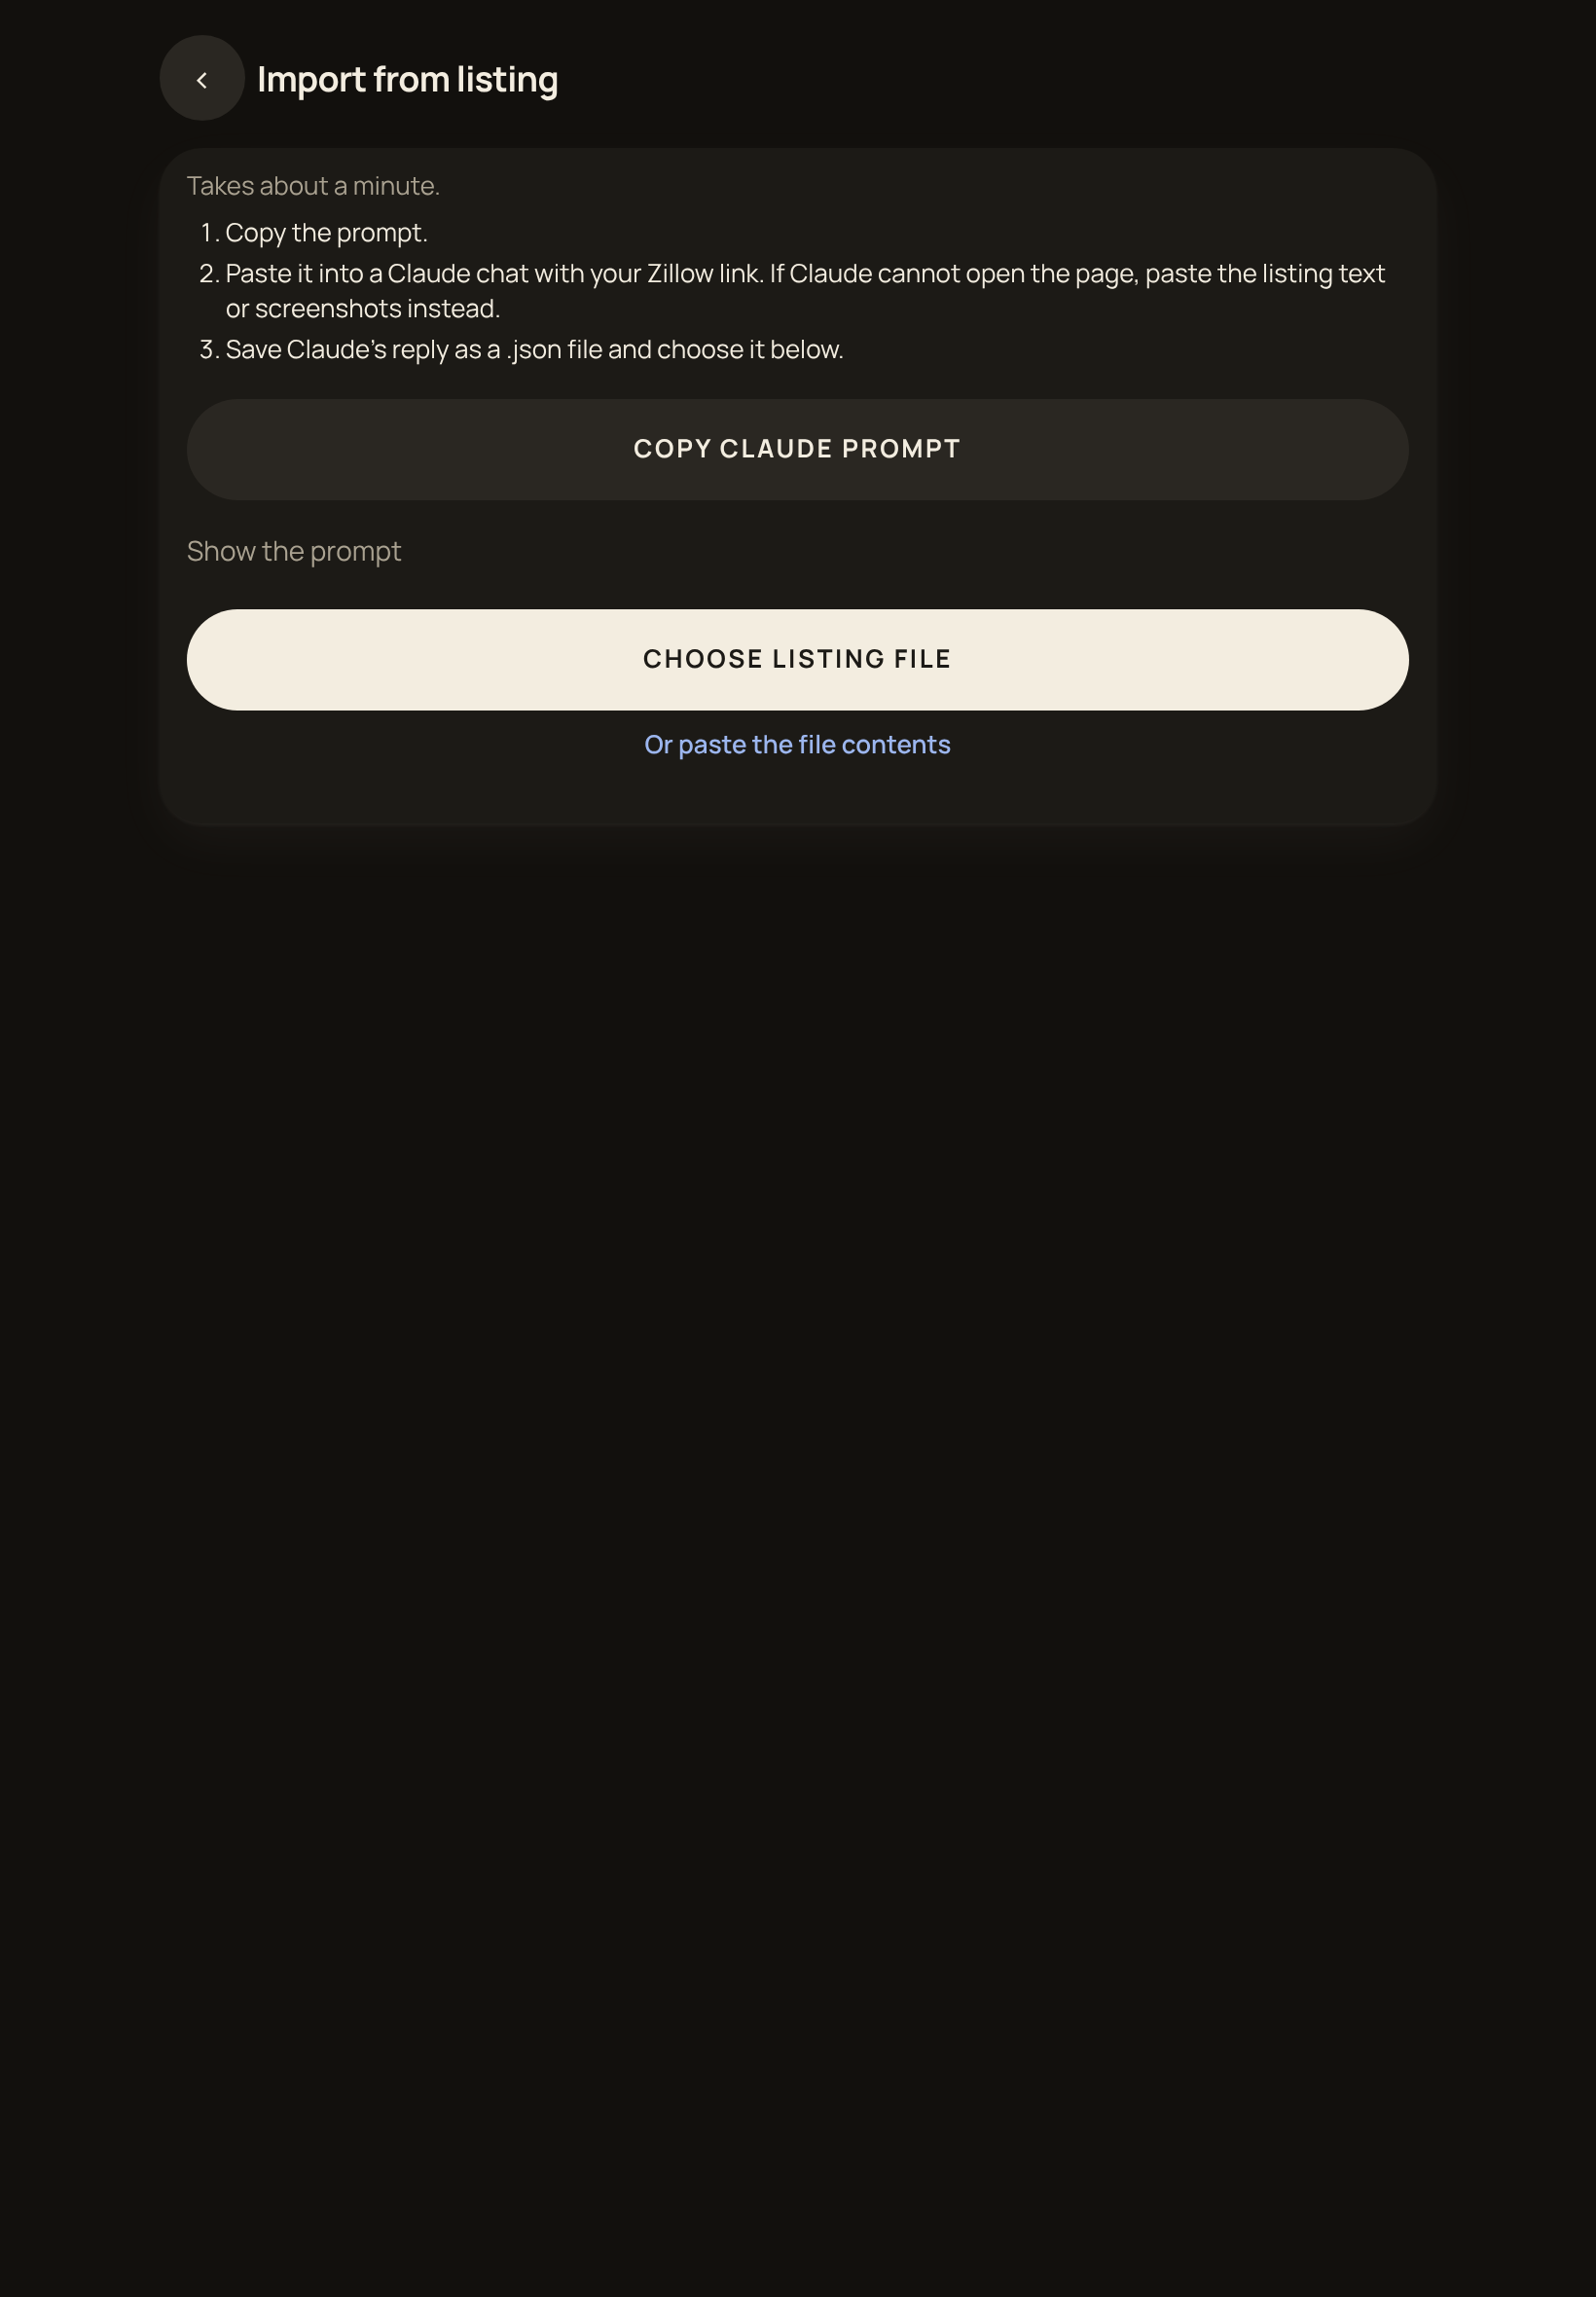 Import from listing
Takes about a minute.
1. Copy the prompt.
2. Paste it into a Claude chat with your Zillow link. If Claude cannot open the page, paste the listing text
or screenshots instead.
3. Save Claude’s reply as a .json file and choose it below.
COPY CLAUDE PROMPT
Show the prompt
CHOOSE LISTING FILE
Or paste the file contents